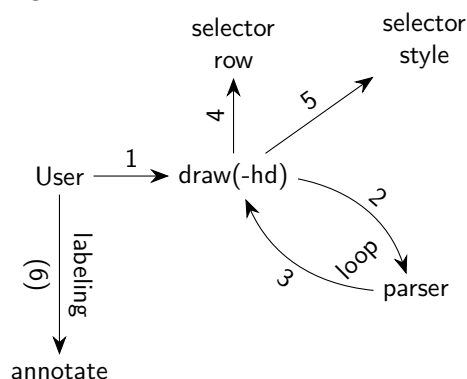 selector
row
selector
style
4
5
User
1
draw(-hd)
2
labeling
(6)
3
loop
parser
annotate